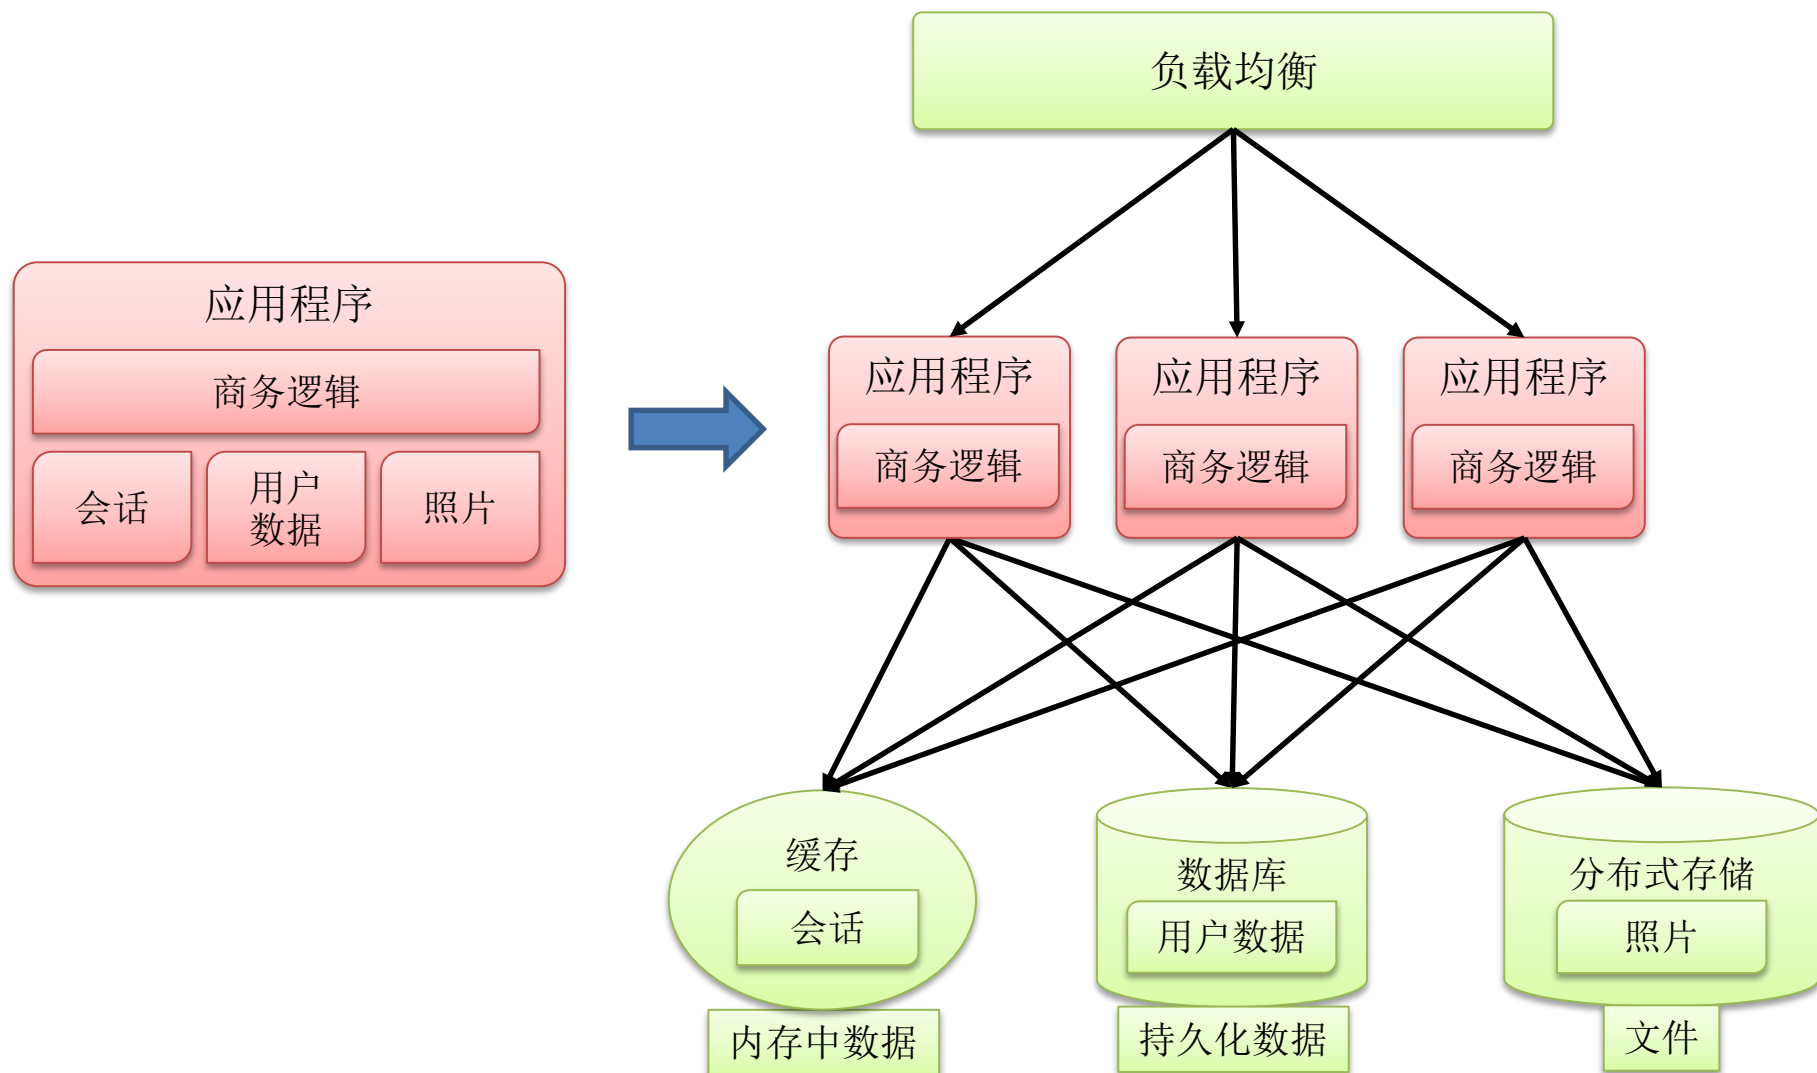 负载均衡
应用程序
商务逻辑
会话
用户
数据
照片
应用程序
商务逻辑
应用程序
商务逻辑
应用程序
商务逻辑
缓存
会话
内存中数据
数据库
用户数据
持久化数据
分布式存储
照片
文件